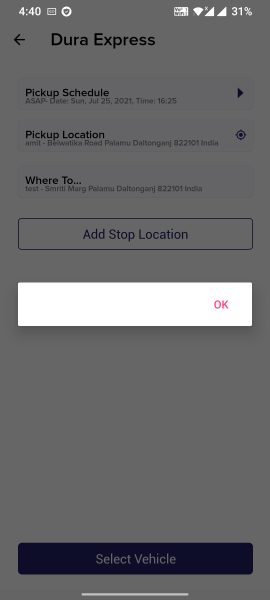 4:40 31%
Dura Express
Pickup Schedule
ASAP- Date: Sun, Jul 25, 2021, Time: 16:25
Pickup Location
amit - Belwatika Road Palamu Daltonganj 822101 India
Where To...
test - Smriti Marg Palamu Daltonganj 822101 India
Add Stop Location
OK
Select Vehicle